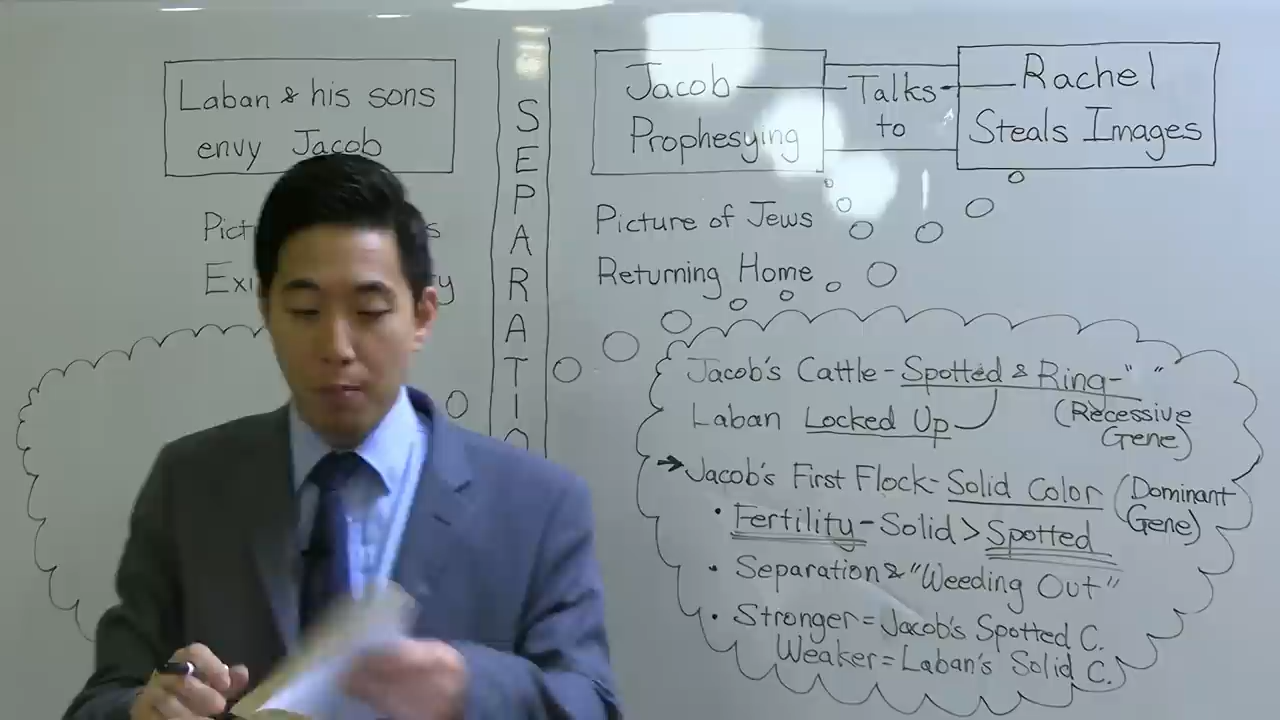 Laban & his sons
envy Jacob
S
E
P
A
R
A
T
I
Jacob
Prophesying
Talks
to
Rachel
Steals Images
Picture of Jews
Returning Home
Jacob's Cattle - Spotted & Ring-" "
Laban Locked Up
(Recessive
Gene)
→ Jacob's First Flock - Solid Color (Dominant
Gene)
• Fertility - Solid > Spotted
• Separation & "Weeding Out"
• Stronger = Jacob's Spotted C.
Weaker = Laban's Solid C.